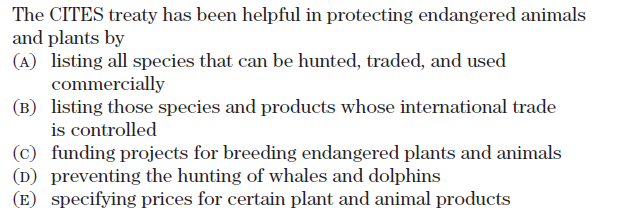 The CITES treaty has been helpful in protecting endangered animals
and plants by
(A) listing all species that can be hunted, traded, and used
commercially
(B) listing those species and products whose international trade
is controlled
(C) funding projects for breeding endangered plants and animals
(D) preventing the hunting of whales and dolphins
(E) specifying prices for certain plant and animal products